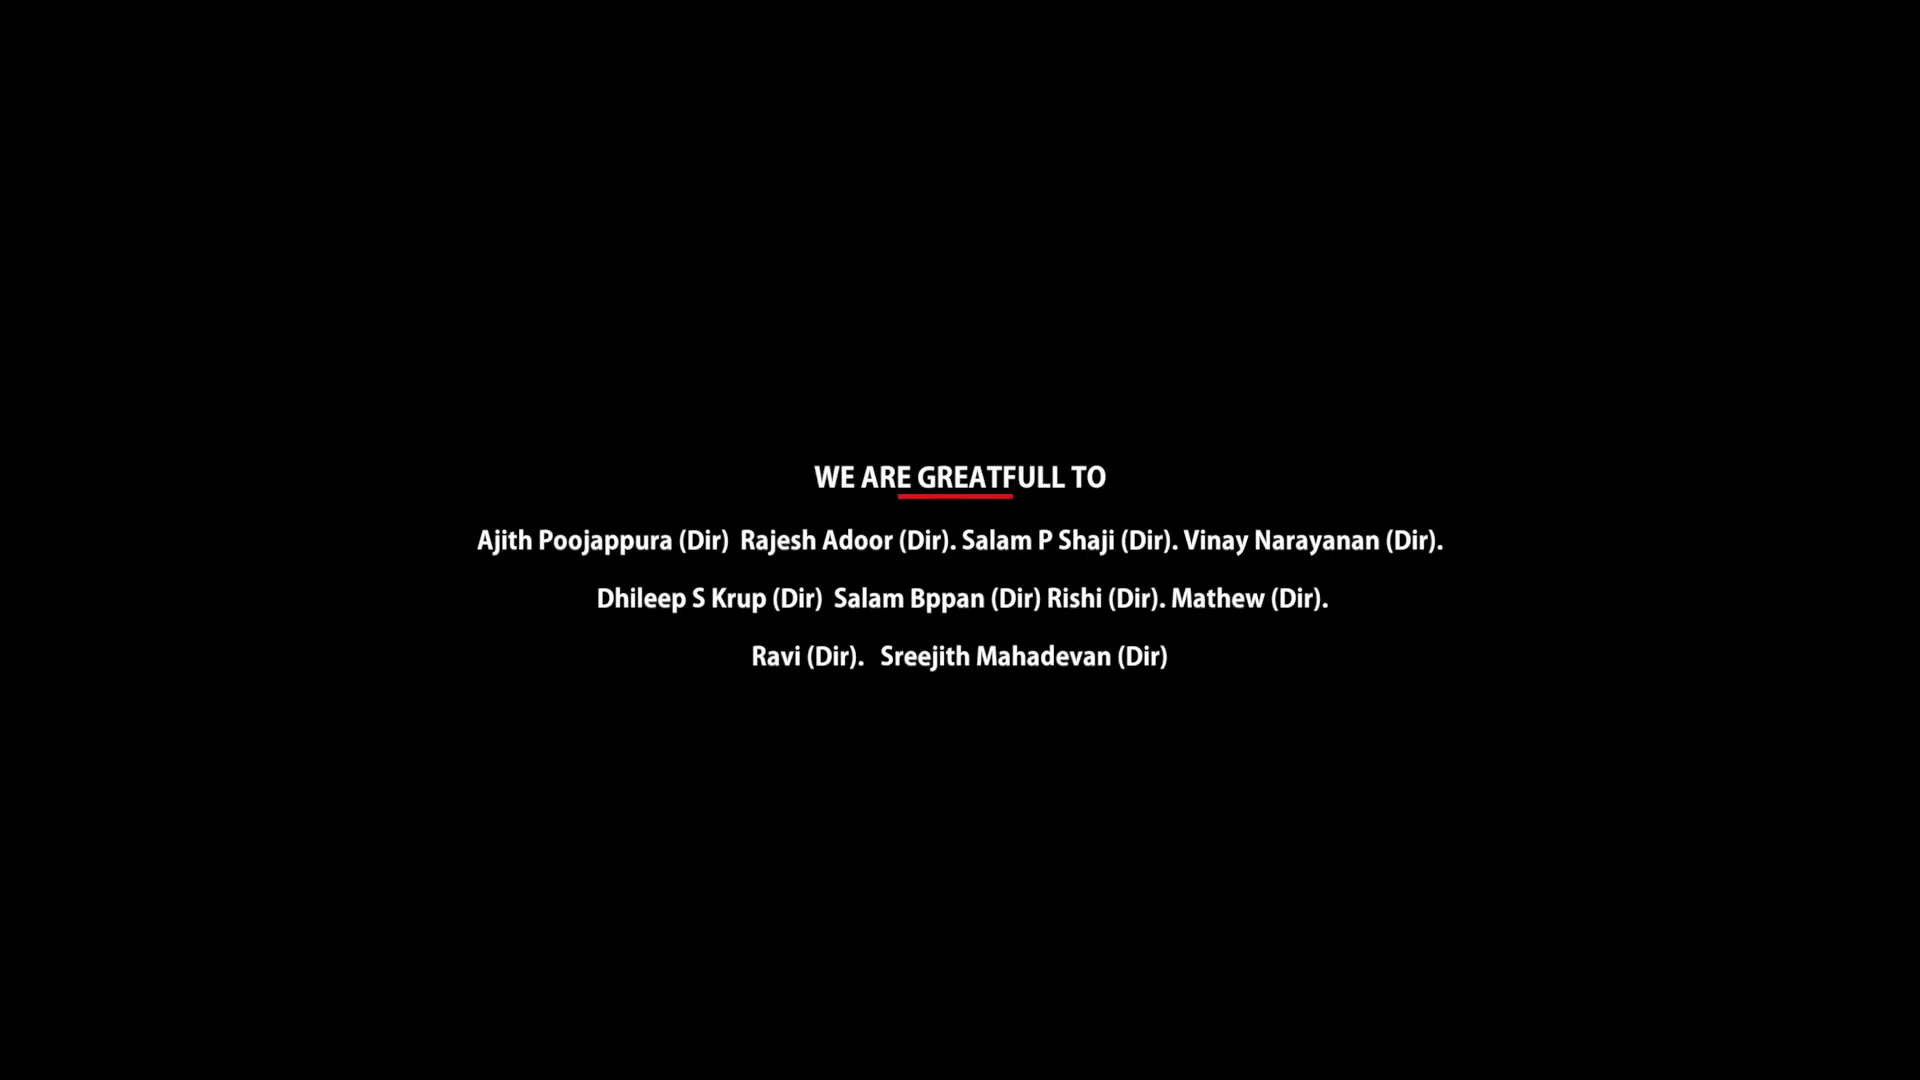 WE ARE GREATFULL TO
Ajith Poojappura (Dir)  Rajesh Adoor (Dir). Salam P Shaji (Dir). Vinay Narayanan (Dir).
Dhileep S Krup (Dir)  Salam Bppan (Dir) Rishi (Dir). Mathew (Dir).
Ravi (Dir).   Sreejith Mahadevan (Dir)